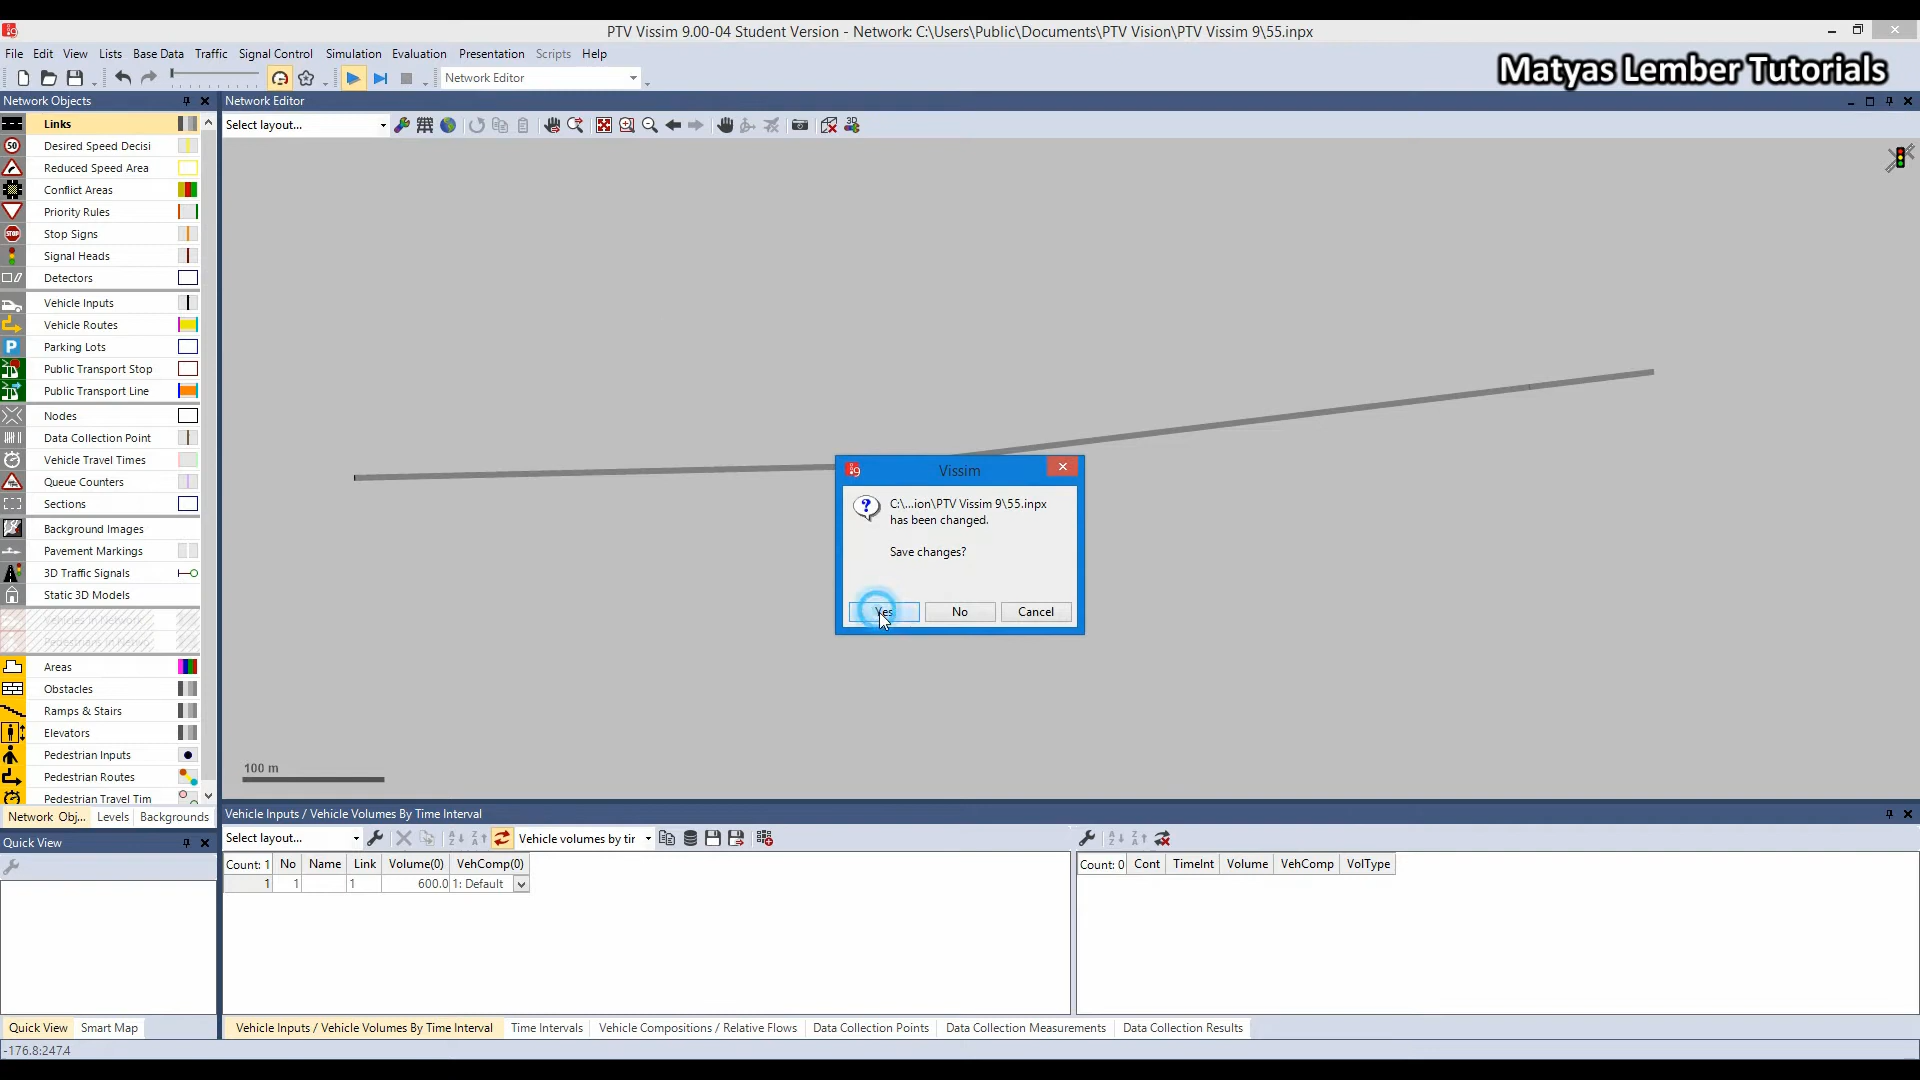 PTV Vissim 9.00-04 Student Version - Network: C:\Users\Public\Documents\PTV Vision\PTV Vissim 9\55.inpx
File Edit View Lists Base Data Traffic Signal Control Simulation Evaluation Presentation Scripts Help
Matyas Lember Tutorials
Network Editor
Network Objects
Network Editor
Select layout...
Links
50
Desired Speed Decisi
Reduced Speed Area
Conflict Areas
Priority Rules
STOP
Stop Signs
Signal Heads
Detectors
Vehicle Inputs
Vehicle Routes
P
Parking Lots
Public Transport Stop
Public Transport Line
Nodes
Data Collection Point
Vehicle Travel Times
Queue Counters
Sections
Background Images
Pavement Markings
3D Traffic Signals
Static 3D Models
Vehicles In Network
Pedestrians In Netwo
Areas
Obstacles
Ramps & Stairs
Elevators
Pedestrian Inputs
Pedestrian Routes
Pedestrian Travel Tim
Network Obj... Levels Backgrounds
Vissim
C:\...ion\PTV Vissim 9\55.inpx
has been changed.
Save changes?
Yes No Cancel
100 m
Quick View
Quick View Smart Map
Vehicle Inputs / Vehicle Volumes By Time Interval
Select layout...
Vehicle volumes by tir
Count: 1 No Name Link Volume(0) VehComp(0)
1 1 1 600.0 1: Default
Count: 0 Cont TimeInt Volume VehComp VolType
Vehicle Inputs / Vehicle Volumes By Time Interval Time Intervals Vehicle Compositions / Relative Flows Data Collection Points Data Collection Measurements Data Collection Results
-176.8:247.4